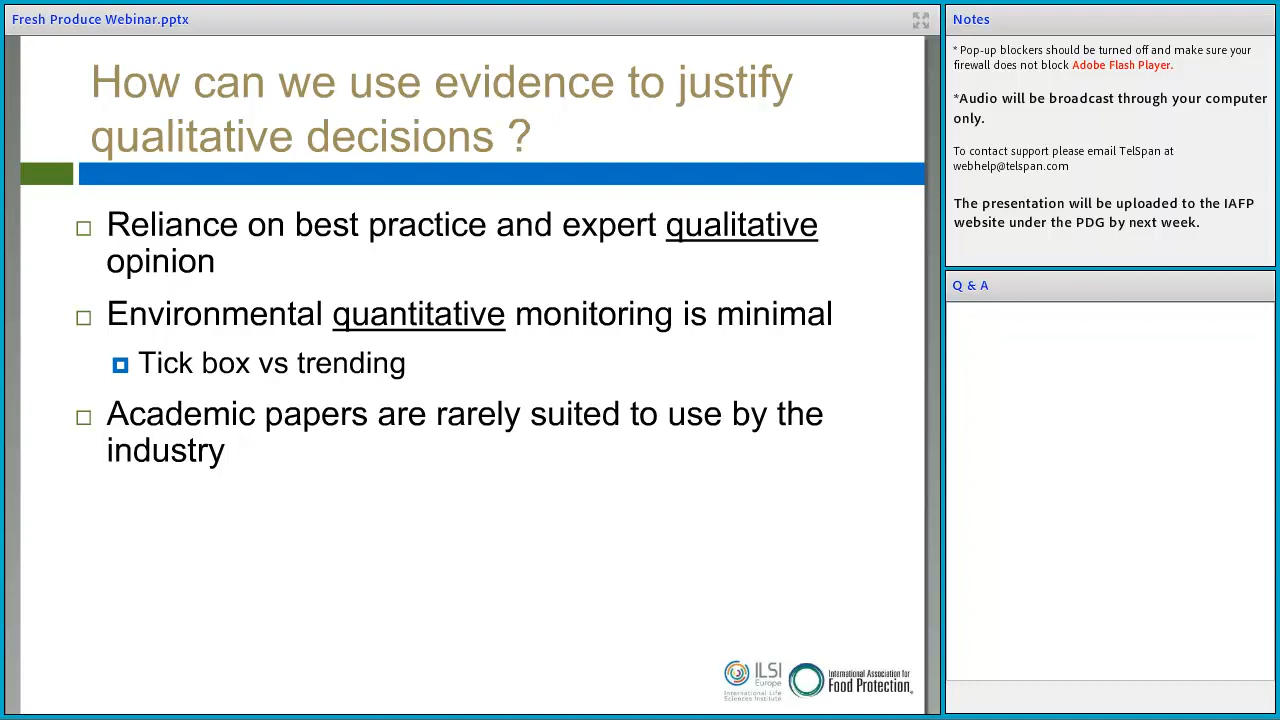 Fresh Produce Webinar.pptx
How can we use evidence to justify
qualitative decisions ?
Reliance on best practice and expert qualitative
opinion
Environmental quantitative monitoring is minimal
Tick box vs trending
Academic papers are rarely suited to use by the
industry
ILSI
Europe
International Life
Sciences Institute
International Association for
Food Protection®
Notes
* Pop-up blockers should be turned off and make sure your
firewall does not block Adobe Flash Player.
*Audio will be broadcast through your computer
only.
To contact support please email TelSpan at
webhelp@telspan.com
The presentation will be uploaded to the IAFP
website under the PDG by next week.
Q & A